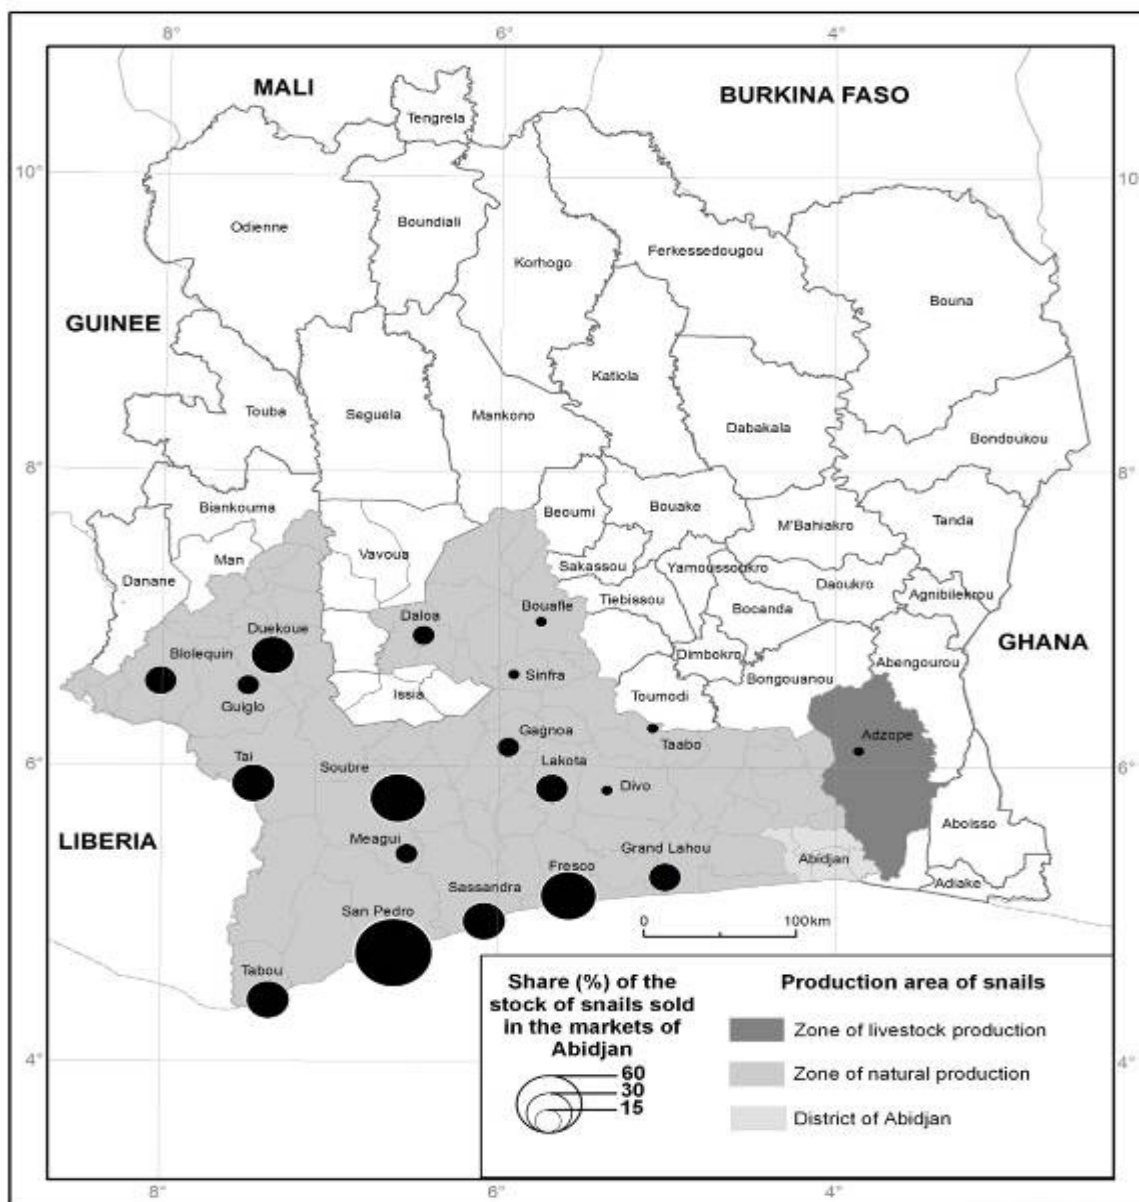 8°
6°
4°
MALI
BURKINA FASO
Tengrela
10°
10
Odienne
Boundiali
Korhogo
Ferkessedougou
Bouna
GUINEE
Katiola
Touba
Seguela
Mankono
Dabakala
Bondoukou
8°
8°
Biankouma
Beoumi
Bouake
M'Bahiakro
Tanda
Man
Vavoua
Sakassou
Yamoussoukro
Danane
Tiebissou
Daoukro
Agnibilekrou
Bocanda
Daloa
Bouafle
Duekoue
GHANA
Blolequin
Dimbokro
Abengourou
Sinfra
Bongouanou
Guiglo
Issia
Toumodi
Gagnoa
Adzope
Taabo
Tai
Soubre
Lakota
6°
6°
Divo
Aboisso
LIBERIA
Meagui
Grand Lahou
Abidjan
Fresco
Sassandra
Adiake
San Pedro
0
100km
Tabou
Share (%) of the
stock of snails sold
in the markets of
Abidjan
60
30
15
Production area of snails
Zone of livestock production
Zone of natural production
District of Abidjan
4°
4°
8°
6°
4°